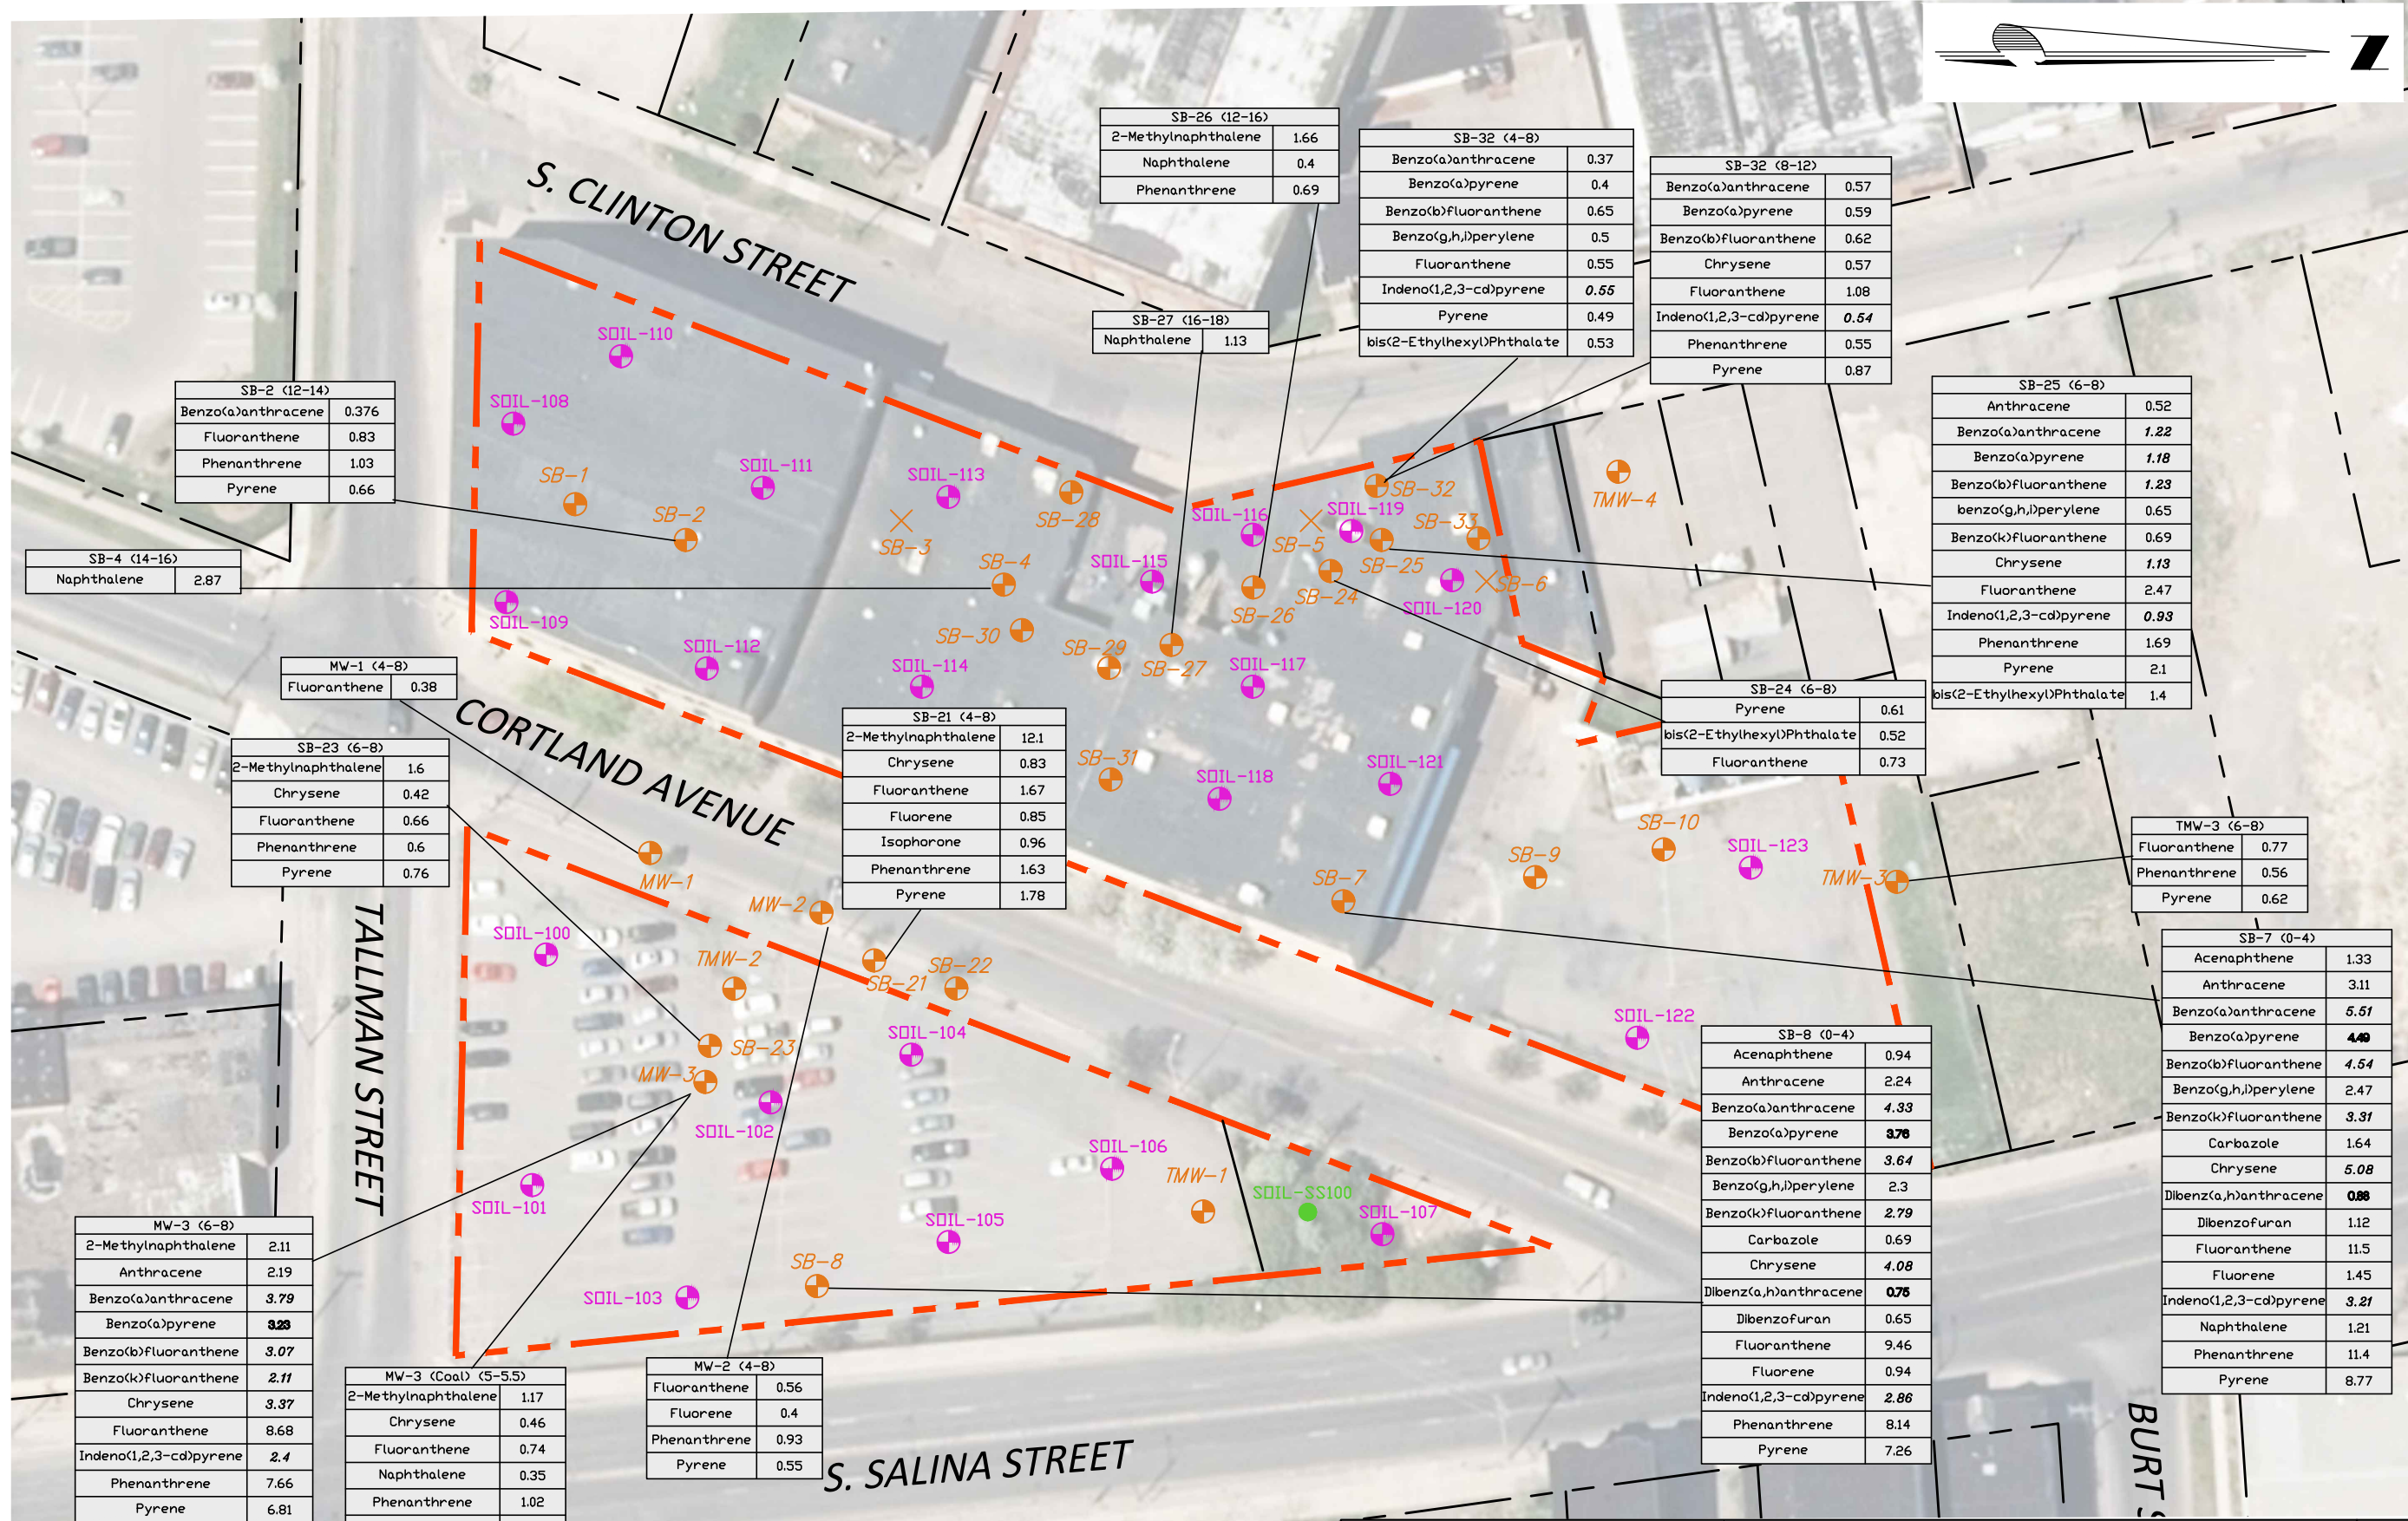 Z
S. CLINTON STREET
SB-26 (12-16)
2-Methylnaphthalene 1.66
Naphthalene 0.4
Phenanthrene 0.69
SB-32 (4-8)
Benzo(a)anthracene 0.37
Benzo(a)pyrene 0.4
Benzo(b)fluoranthene 0.65
Benzo(g,h,i)perylene 0.5
Fluoranthene 0.55
Indeno(1,2,3-cd)pyrene 0.55
Pyrene 0.49
bis(2-Ethylhexyl)Phthalate 0.53
SB-32 (8-12)
Benzo(a)anthracene 0.57
Benzo(a)pyrene 0.59
Benzo(b)fluoranthene 0.62
Chrysene 0.57
Fluoranthene 1.08
Indeno(1,2,3-cd)pyrene 0.54
Phenanthrene 0.55
Pyrene 0.87
SB-27 (16-18)
Naphthalene 1.13
SB-2 (12-14)
Benzo(a)anthracene 0.376
Fluoranthene 0.83
Phenanthrene 1.03
Pyrene 0.66
SB-25 (6-8)
Anthracene 0.52
Benzo(a)anthracene 1.22
Benzo(a)pyrene 1.18
Benzo(b)fluoranthene 1.23
benzo(g,h,i)perylene 0.65
Benzo(k)fluoranthene 0.69
Chrysene 1.13
Fluoranthene 2.47
Indeno(1,2,3-cd)pyrene 0.93
Phenanthrene 1.69
Pyrene 2.1
bis(2-Ethylhexyl)Phthalate 1.4
SOIL-110
SOIL-108
SOIL-111
SOIL-113
SB-1
SB-2
SB-3
SB-28
SB-32
TMW-4
SOIL-116
SOIL-119
SB-33
SB-5
SB-4
SOIL-115
SB-25
SB-6
SB-24
SOIL-120
SB-26
SB-4 (14-16)
Naphthalene 2.87
SOIL-109
SOIL-112
SB-30
SB-29
SB-27
SOIL-114
SOIL-117
MW-1 (4-8)
Fluoranthene 0.38
CORTLAND AVENUE
SB-24 (6-8)
Pyrene 0.61
bis(2-Ethylhexyl)Phthalate 0.52
Fluoranthene 0.73
SB-23 (6-8)
2-Methylnaphthalene 1.6
Chrysene 0.42
Fluoranthene 0.66
Phenanthrene 0.6
Pyrene 0.76
SB-21 (4-8)
2-Methylnaphthalene 12.1
Chrysene 0.83
Fluoranthene 1.67
Fluorene 0.85
Isophorone 0.96
Phenanthrene 1.63
Pyrene 1.78
SB-31
SOIL-118
SOIL-121
SB-10
SB-9
SOIL-123
SB-7
TMW-3
TMW-3 (6-8)
Fluoranthene 0.77
Phenanthrene 0.56
Pyrene 0.62
MW-1
MW-2
TALLMAN STREET
SOIL-100
TMW-2
SB-21
SB-22
SB-23
SOIL-104
MW-3
SOIL-102
SOIL-122
SOIL-106
TMW-1
SOIL-SS100
SOIL-107
SOIL-101
SOIL-105
SB-8
SOIL-103
SB-7 (0-4)
Acenaphthene 1.33
Anthracene 3.11
Benzo(a)anthracene 5.51
Benzo(a)pyrene 4.49
Benzo(b)fluoranthene 4.54
Benzo(g,h,i)perylene 2.47
Benzo(k)fluoranthene 3.31
Carbazole 1.64
Chrysene 5.08
Dibenz(a,h)anthracene 0.88
Dibenzofuran 1.12
Fluoranthene 11.5
Fluorene 1.45
Indeno(1,2,3-cd)pyrene 3.21
Naphthalene 1.21
Phenanthrene 11.4
Pyrene 8.77
SB-8 (0-4)
Acenaphthene 0.94
Anthracene 2.24
Benzo(a)anthracene 4.33
Benzo(a)pyrene 3.76
Benzo(b)fluoranthene 3.64
Benzo(g,h,i)perylene 2.3
Benzo(k)fluoranthene 2.79
Carbazole 0.69
Chrysene 4.08
Dibenz(a,h)anthracene 0.75
Dibenzofuran 0.65
Fluoranthene 9.46
Fluorene 0.94
Indeno(1,2,3-cd)pyrene 2.86
Phenanthrene 8.14
Pyrene 7.26
MW-3 (6-8)
2-Methylnaphthalene 2.11
Anthracene 2.19
Benzo(a)anthracene 3.79
Benzo(a)pyrene 3.23
Benzo(b)fluoranthene 3.07
Benzo(k)fluoranthene 2.11
Chrysene 3.37
Fluoranthene 8.68
Indeno(1,2,3-cd)pyrene 2.4
Phenanthrene 7.66
Pyrene 6.81
MW-3 (Coal) (5-5.5)
2-Methylnaphthalene 1.17
Chrysene 0.46
Fluoranthene 0.74
Naphthalene 0.35
Phenanthrene 1.02
MW-2 (4-8)
Fluoranthene 0.56
Fluorene 0.4
Phenanthrene 0.93
Pyrene 0.55
S. SALINA STREET
BURT S